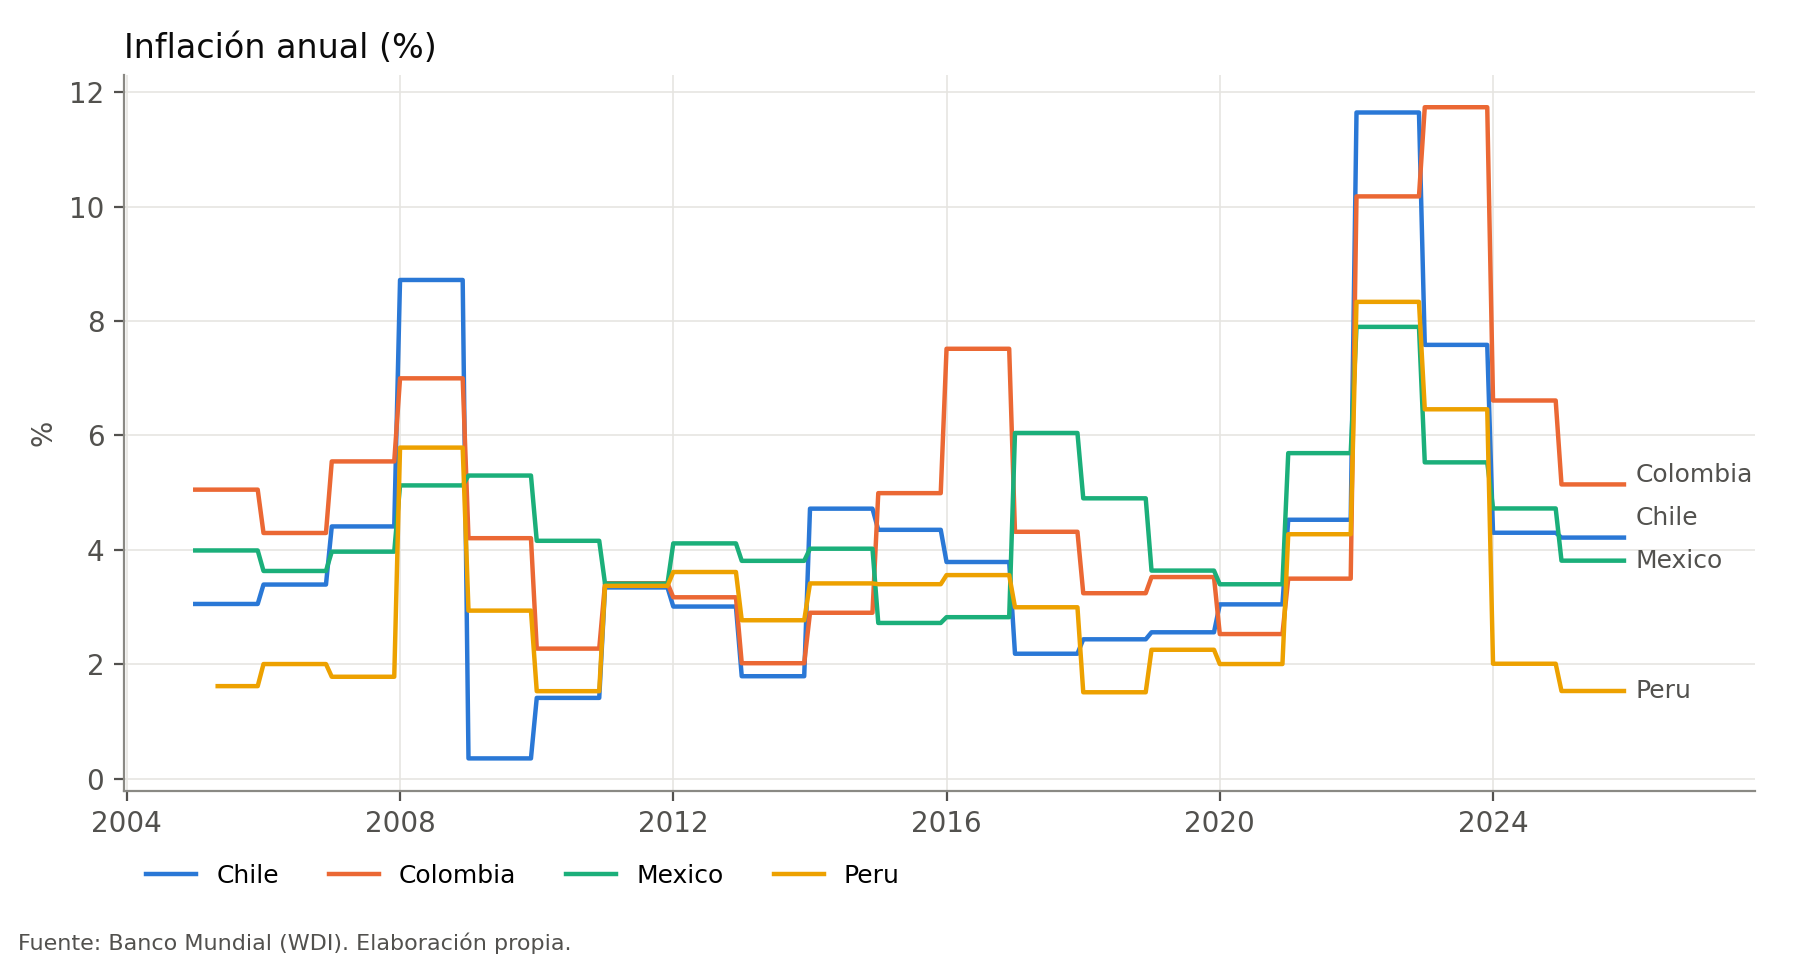 Inflación anual (%)
12
10
8
6
4
2
0
%
Colombia
Chile
Mexico
Peru
2004 2008 2012 2016 2020 2024
Chile Colombia Mexico Peru
Fuente: Banco Mundial (WDI). Elaboración propia.